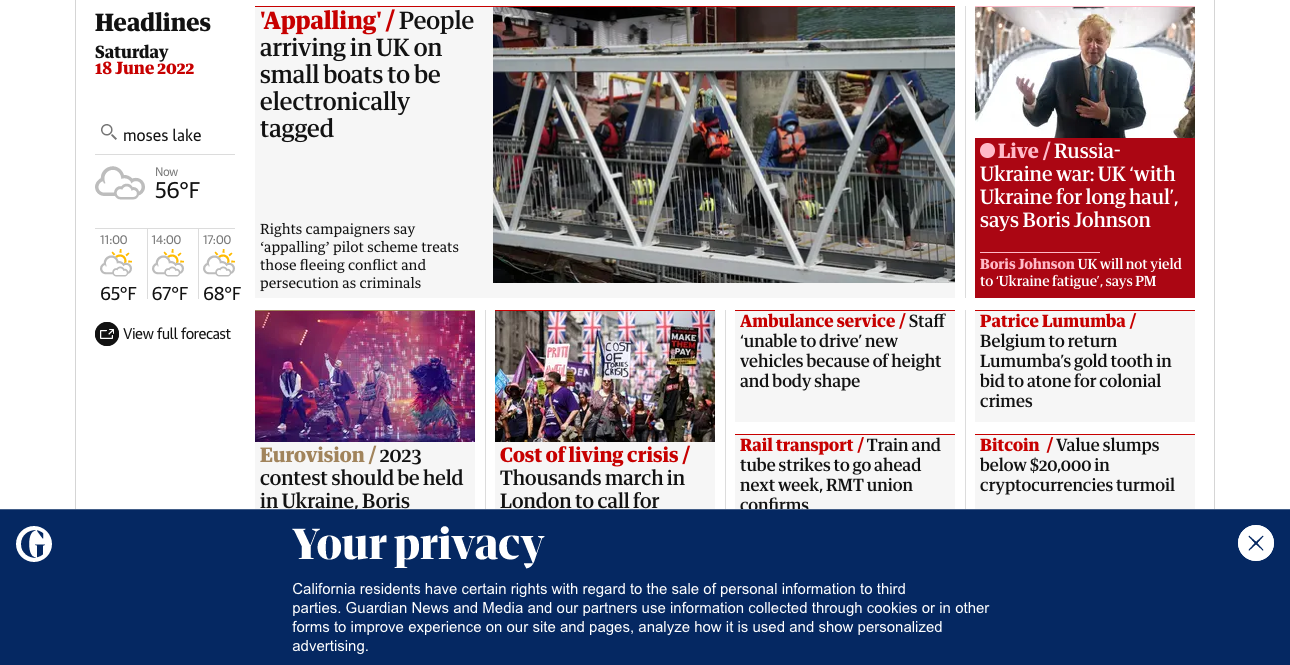 Headlines
Saturday
18 June 2022
moses lake
Now
56°F
11:00
14:00
17:00
65°F
67°F
68°F
View full forecast
'Appalling' / People
arriving in UK on
small boats to be
electronically
tagged
Rights campaigners say
‘appalling’ pilot scheme treats
those fleeing conflict and
persecution as criminals
Live / Russia-
Ukraine war: UK ‘with
Ukraine for long haul’,
says Boris Johnson
Boris Johnson UK will not yield
to ‘Ukraine fatigue’, says PM
Eurovision / 2023
contest should be held
in Ukraine, Boris
COST
OF
CRISIS
MAKE
THEM
PAY
Cost of living crisis /
Thousands march in
London to call for
Ambulance service / Staff
‘unable to drive’ new
vehicles because of height
and body shape
Patrice Lumumba /
Belgium to return
Lumumba’s gold tooth in
bid to atone for colonial
crimes
Rail transport / Train and
tube strikes to go ahead
next week, RMT union
confirms
Bitcoin / Value slumps
below $20,000 in
cryptocurrencies turmoil
G
Your privacy
California residents have certain rights with regard to the sale of personal information to third
parties. Guardian News and Media and our partners use information collected through cookies or in other
forms to improve experience on our site and pages, analyze how it is used and show personalized
advertising.